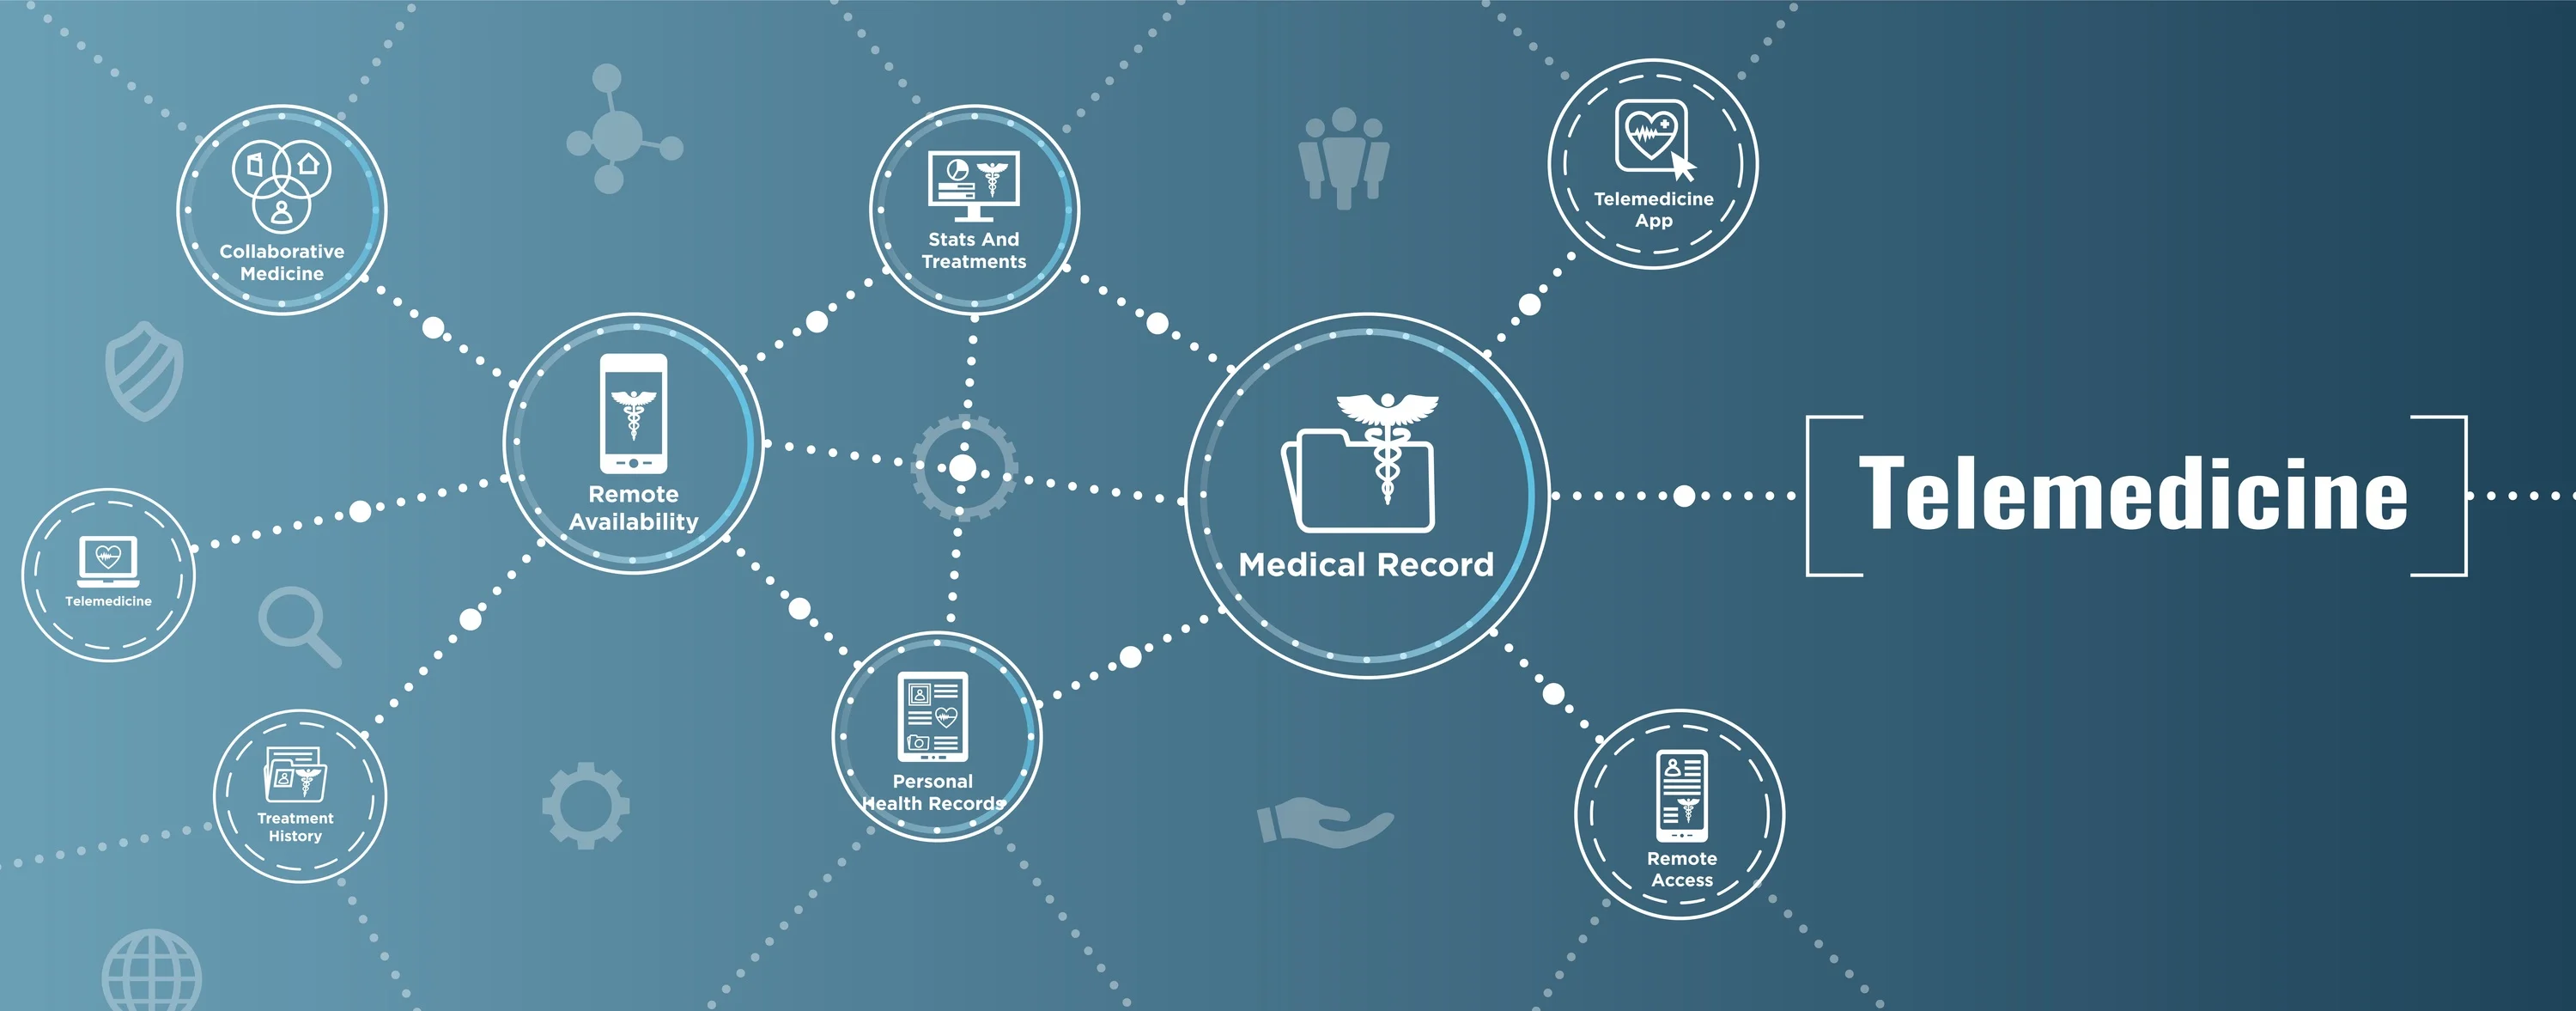 Collaborative
Medicine
Stats And
Treatments
Telemedicine
App
Remote
Availability
Medical Record
Telemedicine
Telemedicine
Treatment
History
Personal
Health Records
Remote
Access